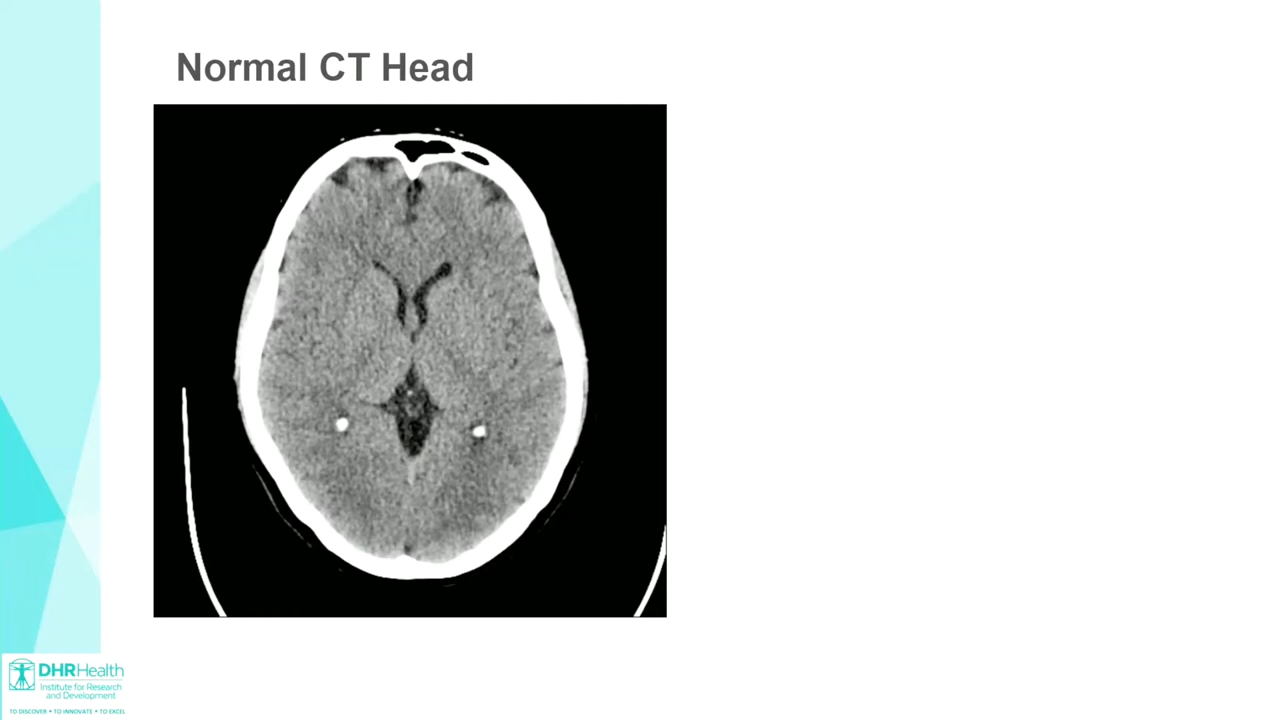 Normal CT Head
DHRHealth
Institute for Research
and Development
TO DISCOVER • TO INNOVATE • TO EXCEL